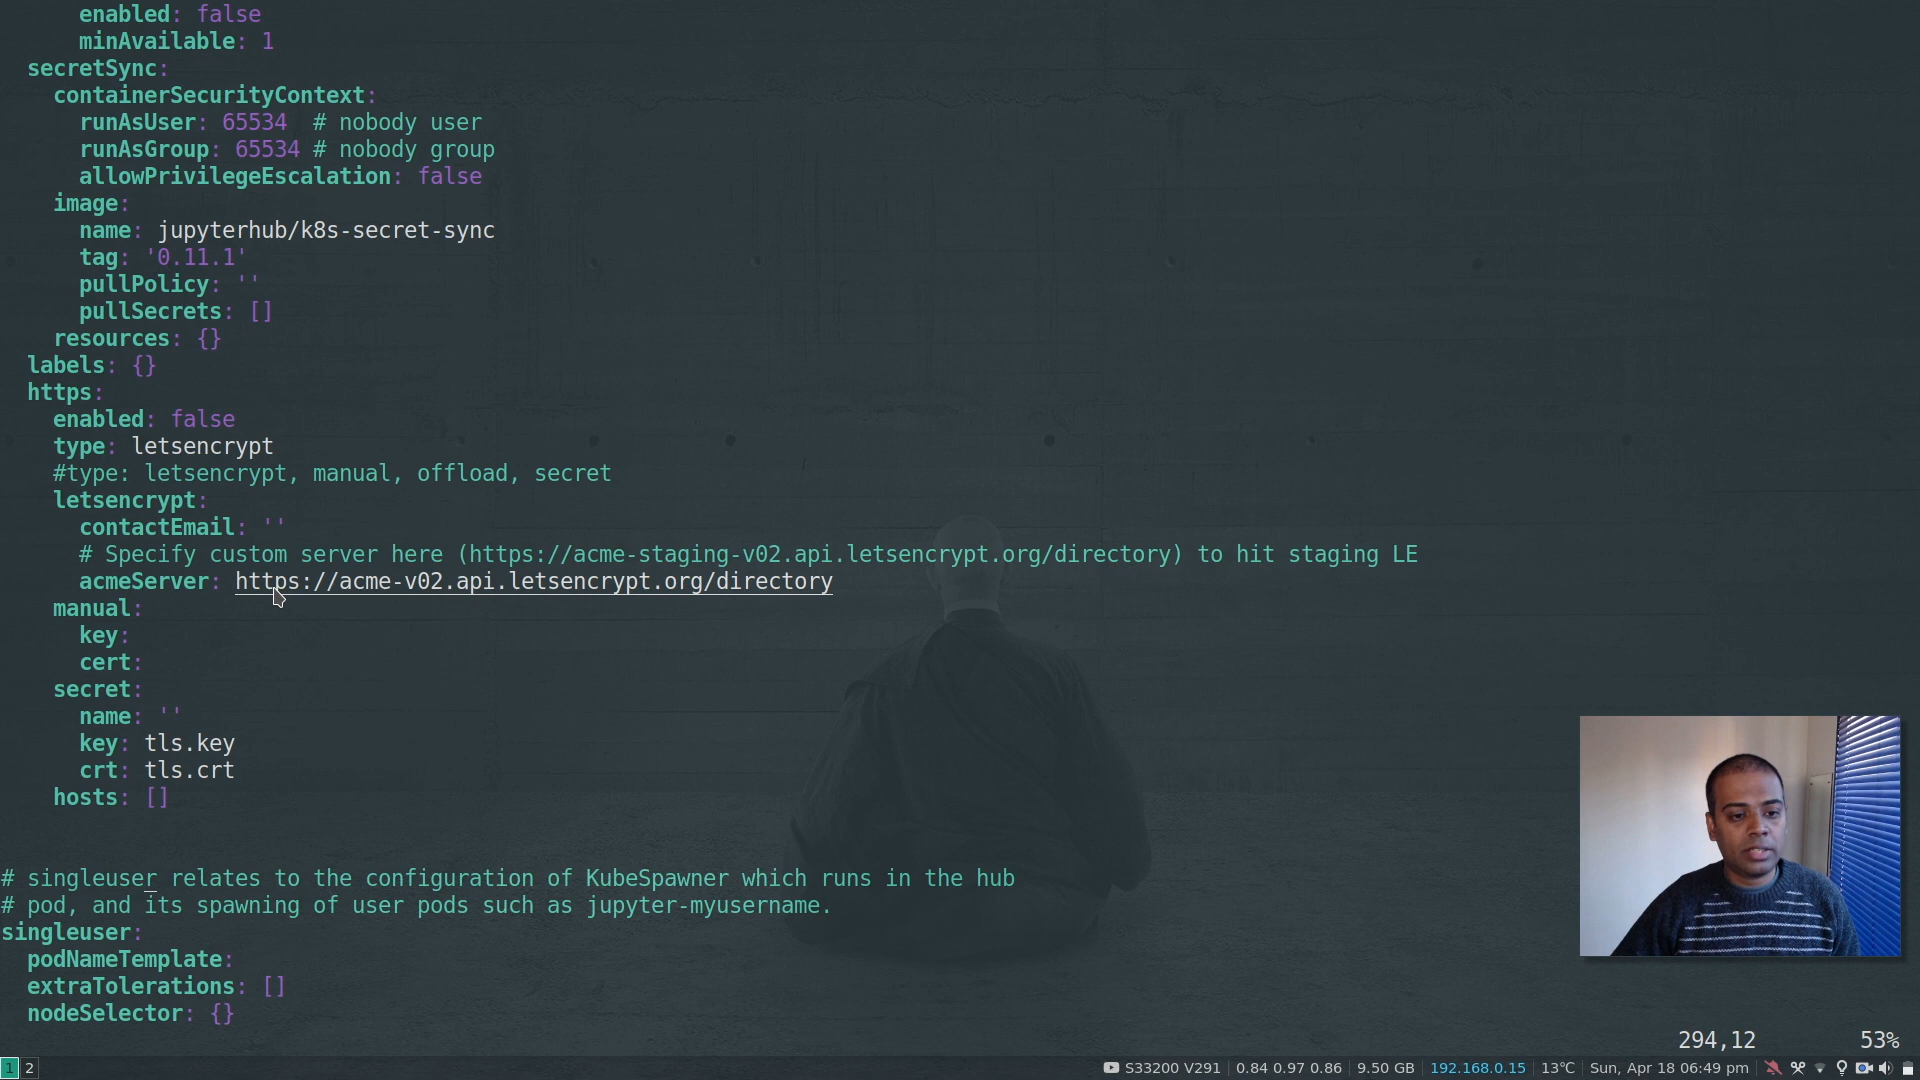 enabled: false
minAvailable: 1
secretSync:
containerSecurityContext:
runAsUser: 65534  # nobody user
runAsGroup: 65534 # nobody group
allowPrivilegeEscalation: false
image:
name: jupyterhub/k8s-secret-sync
tag: '0.11.1'
pullPolicy: ''
pullSecrets: []
resources: {}
labels: {}
https:
enabled: false
type: letsencrypt
#type: letsencrypt, manual, offload, secret
letsencrypt:
contactEmail: ''
# Specify custom server here (https://acme-staging-v02.api.letsencrypt.org/directory) to hit staging LE
acmeServer: https://acme-v02.api.letsencrypt.org/directory
manual:
key:
cert:
secret:
name: ''
key: tls.key
crt: tls.crt
hosts: []
# singleuser relates to the configuration of KubeSpawner which runs in the hub
# pod, and its spawning of user pods such as jupyter-myusername.
singleuser:
podNameTemplate:
extraTolerations: []
nodeSelector: {}
294,12 53%
1 2 S33200 V291 0.84 0.97 0.86 9.50 GB 192.168.0.15 13℃ Sun, Apr 18 06:49 pm